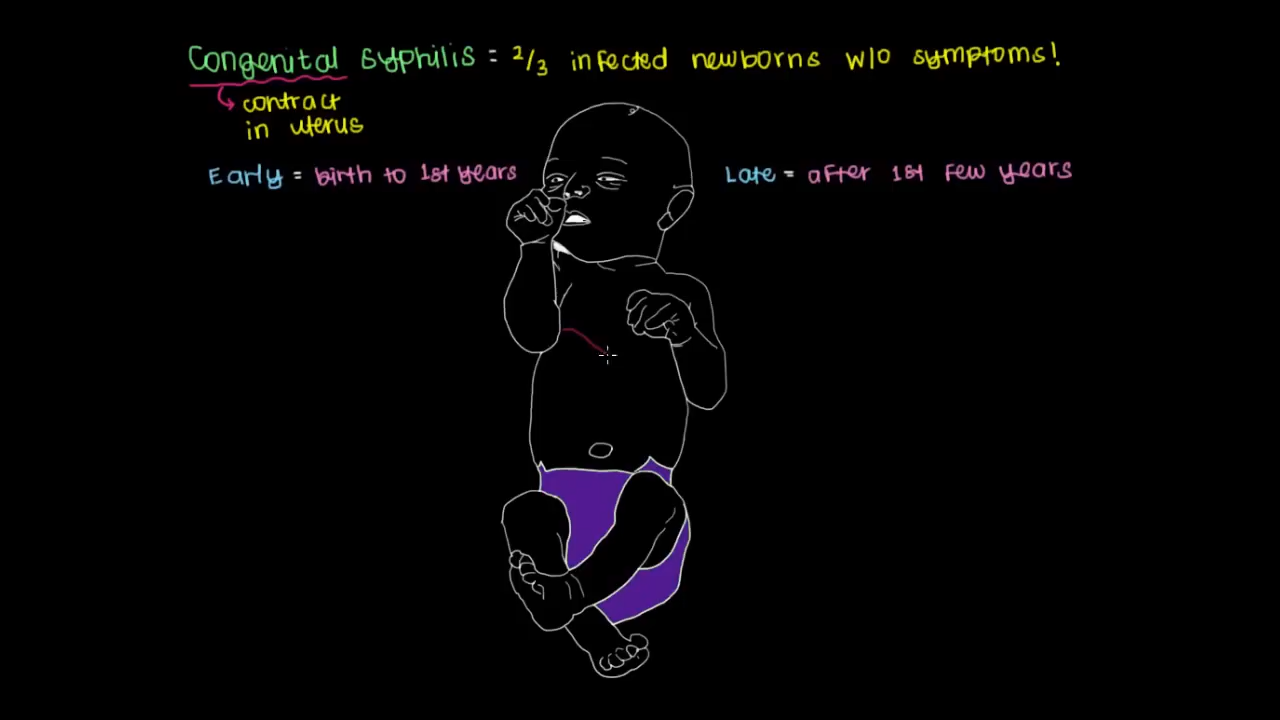 Congenital syphilis = 2/3 infected newborns w/o symptoms!
contract
in uterus
Early = birth to 1st years
Late = after 1st few years